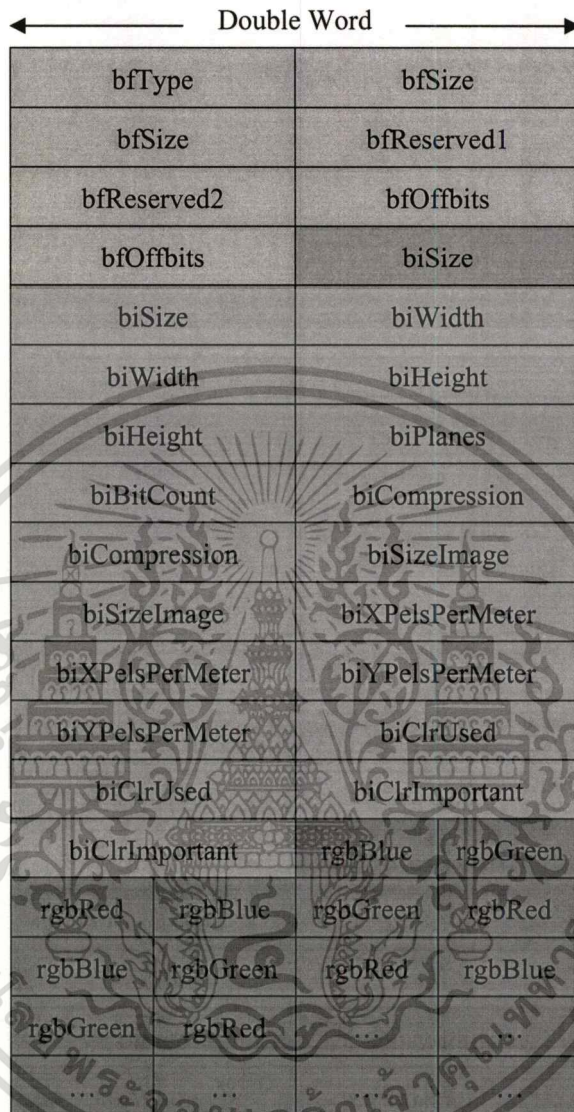 Double Word
bfType bfSize
bfSize bfReserved1
bfReserved2 bfOffbits
bfOffbits biSize
biSize biWidth
biWidth biHeight
biHeight biPlanes
biBitCount biCompression
biCompression biSizeImage
biSizeImage biXPelsPerMeter
biXPelsPerMeter biYPelsPerMeter
biYPelsPerMeter biClrUsed
biClrUsed biClrImportant
biClrImportant rgbBlue rgbGreen
rgbRed rgbBlue rgbGreen rgbRed
rgbBlue rgbGreen rgbRed rgbBlue
rgbGreen rgbRed ... ...
... ... .... ...